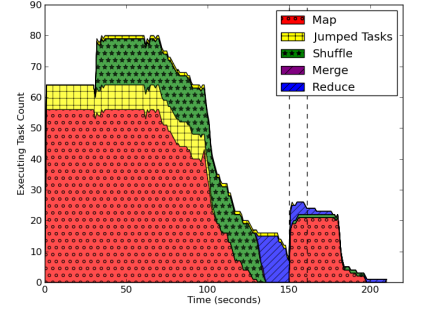 90
80
70
60
50
40
30
20
10
0
Executing Task Count
Map
Jumped Tasks
Shuffle
Merge
Reduce
0 50 100 150 200
Time (seconds)